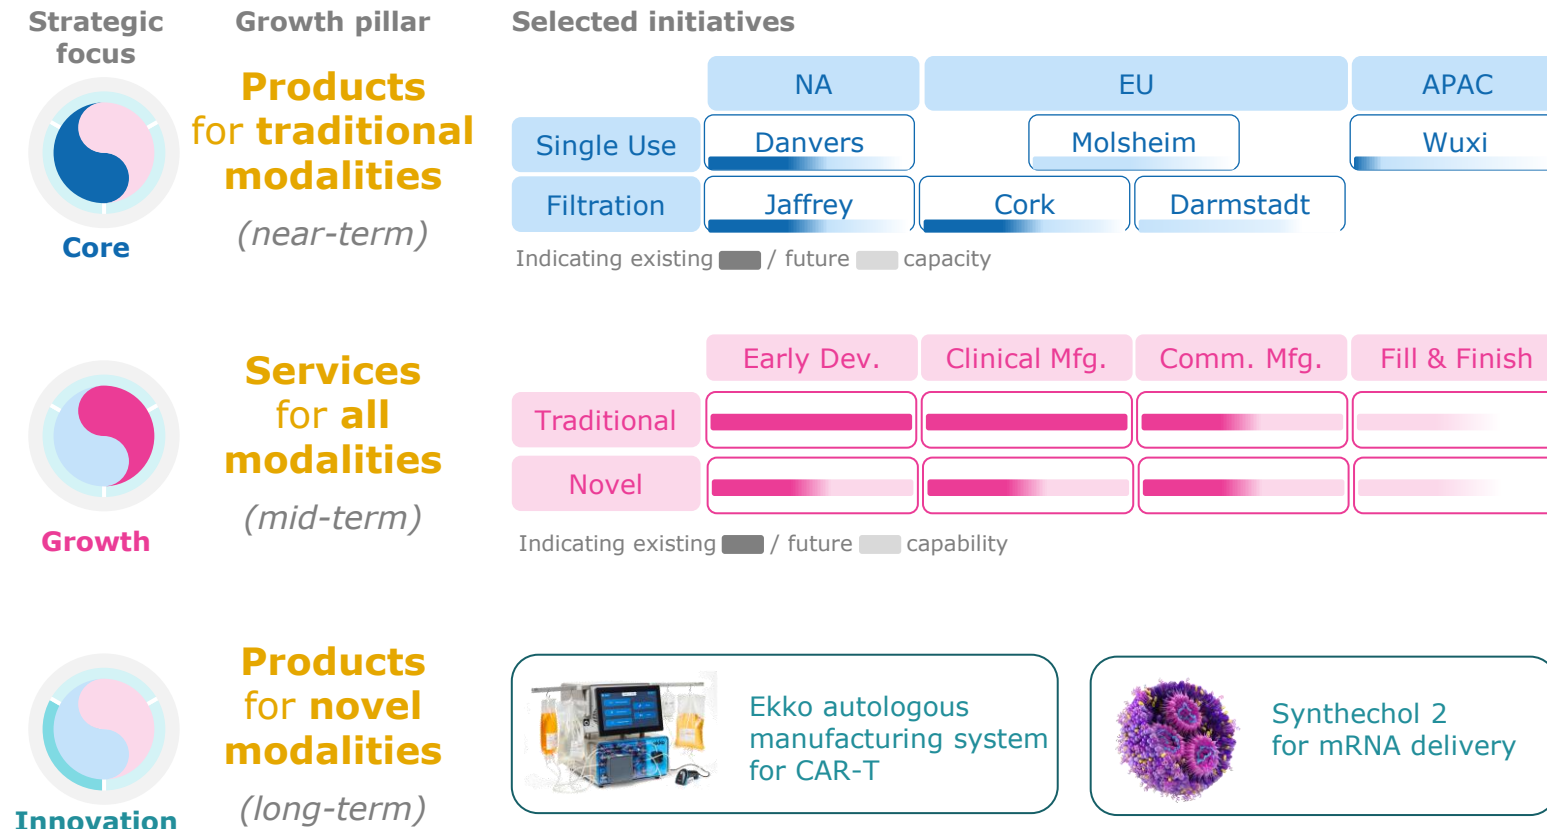 Strategic
focus
Growth pillar
Selected initiatives
Core
Products
for traditional
modalities
(near-term)
NA
EU
APAC
Single Use
Danvers
Molsheim
Wuxi
Filtration
Jaffrey
Cork
Darmstadt
Indicating existing / future capacity
Growth
Services
for all
modalities
(mid-term)
Early Dev.
Clinical Mfg.
Comm. Mfg.
Fill & Finish
Traditional
Novel
Indicating existing / future capability
Innovation
Products
for novel
modalities
(long-term)
Ekko autologous
manufacturing system
for CAR-T
Synthechol 2
for mRNA delivery